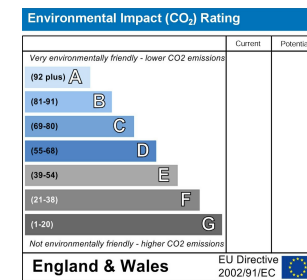 Environmental Impact (CO₂) Rating
Current Potentia
Very environmentally friendly - lower CO2 emissions
(92 plus) A
(81-91) B
(69-80) C
(55-68) D
(39-54) E
(21-38) F
(1-20) G
Not environmentally friendly - higher CO2 emissions
England & Wales
EU Directive
2002/91/EC